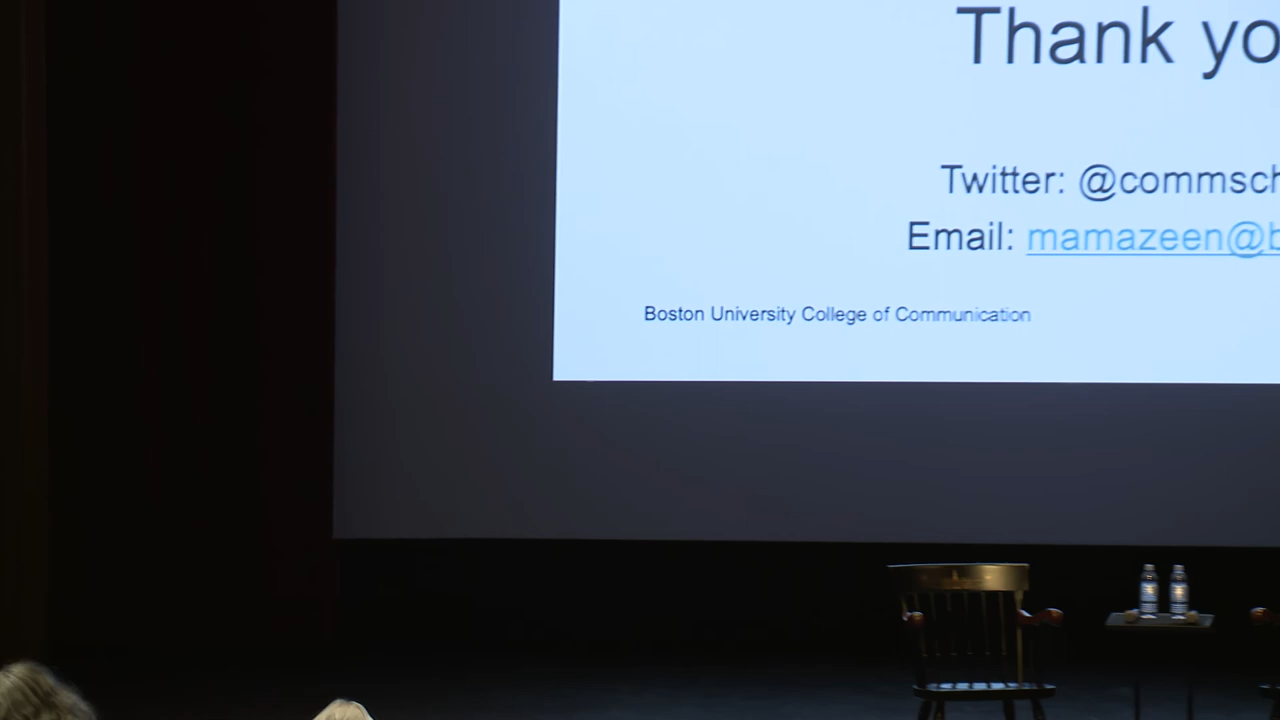 Thank yo
Twitter: @commsch
Email: mamazeen@b
Boston University College of Communication